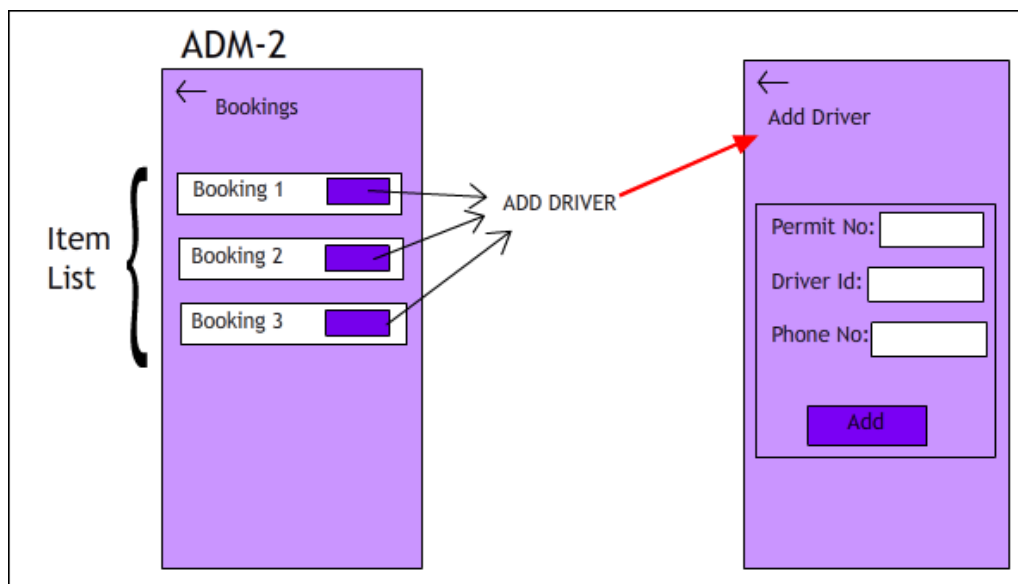 ADM-2
Bookings
Item
List
Booking 1
Booking 2
Booking 3
ADD DRIVER
Add Driver
Permit No:
Driver Id:
Phone No:
Add